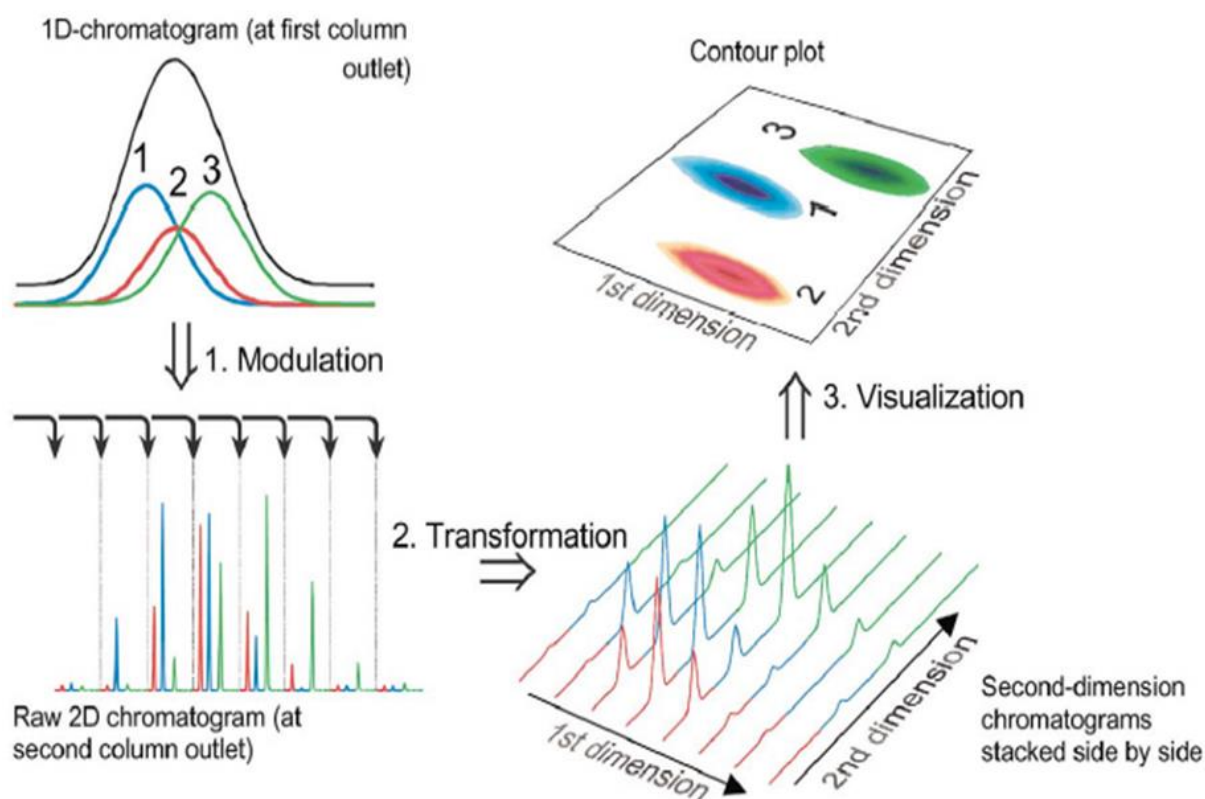 1D-chromatogram (at first column
outlet)
1
2
3
1. Modulation
Raw 2D chromatogram (at
second column outlet)
2. Transformation
1st dimension
2nd dimension
Second-dimension
chromatograms
stacked side by side
3. Visualization
Contour plot
3
1
2
1st dimension
2nd dimension